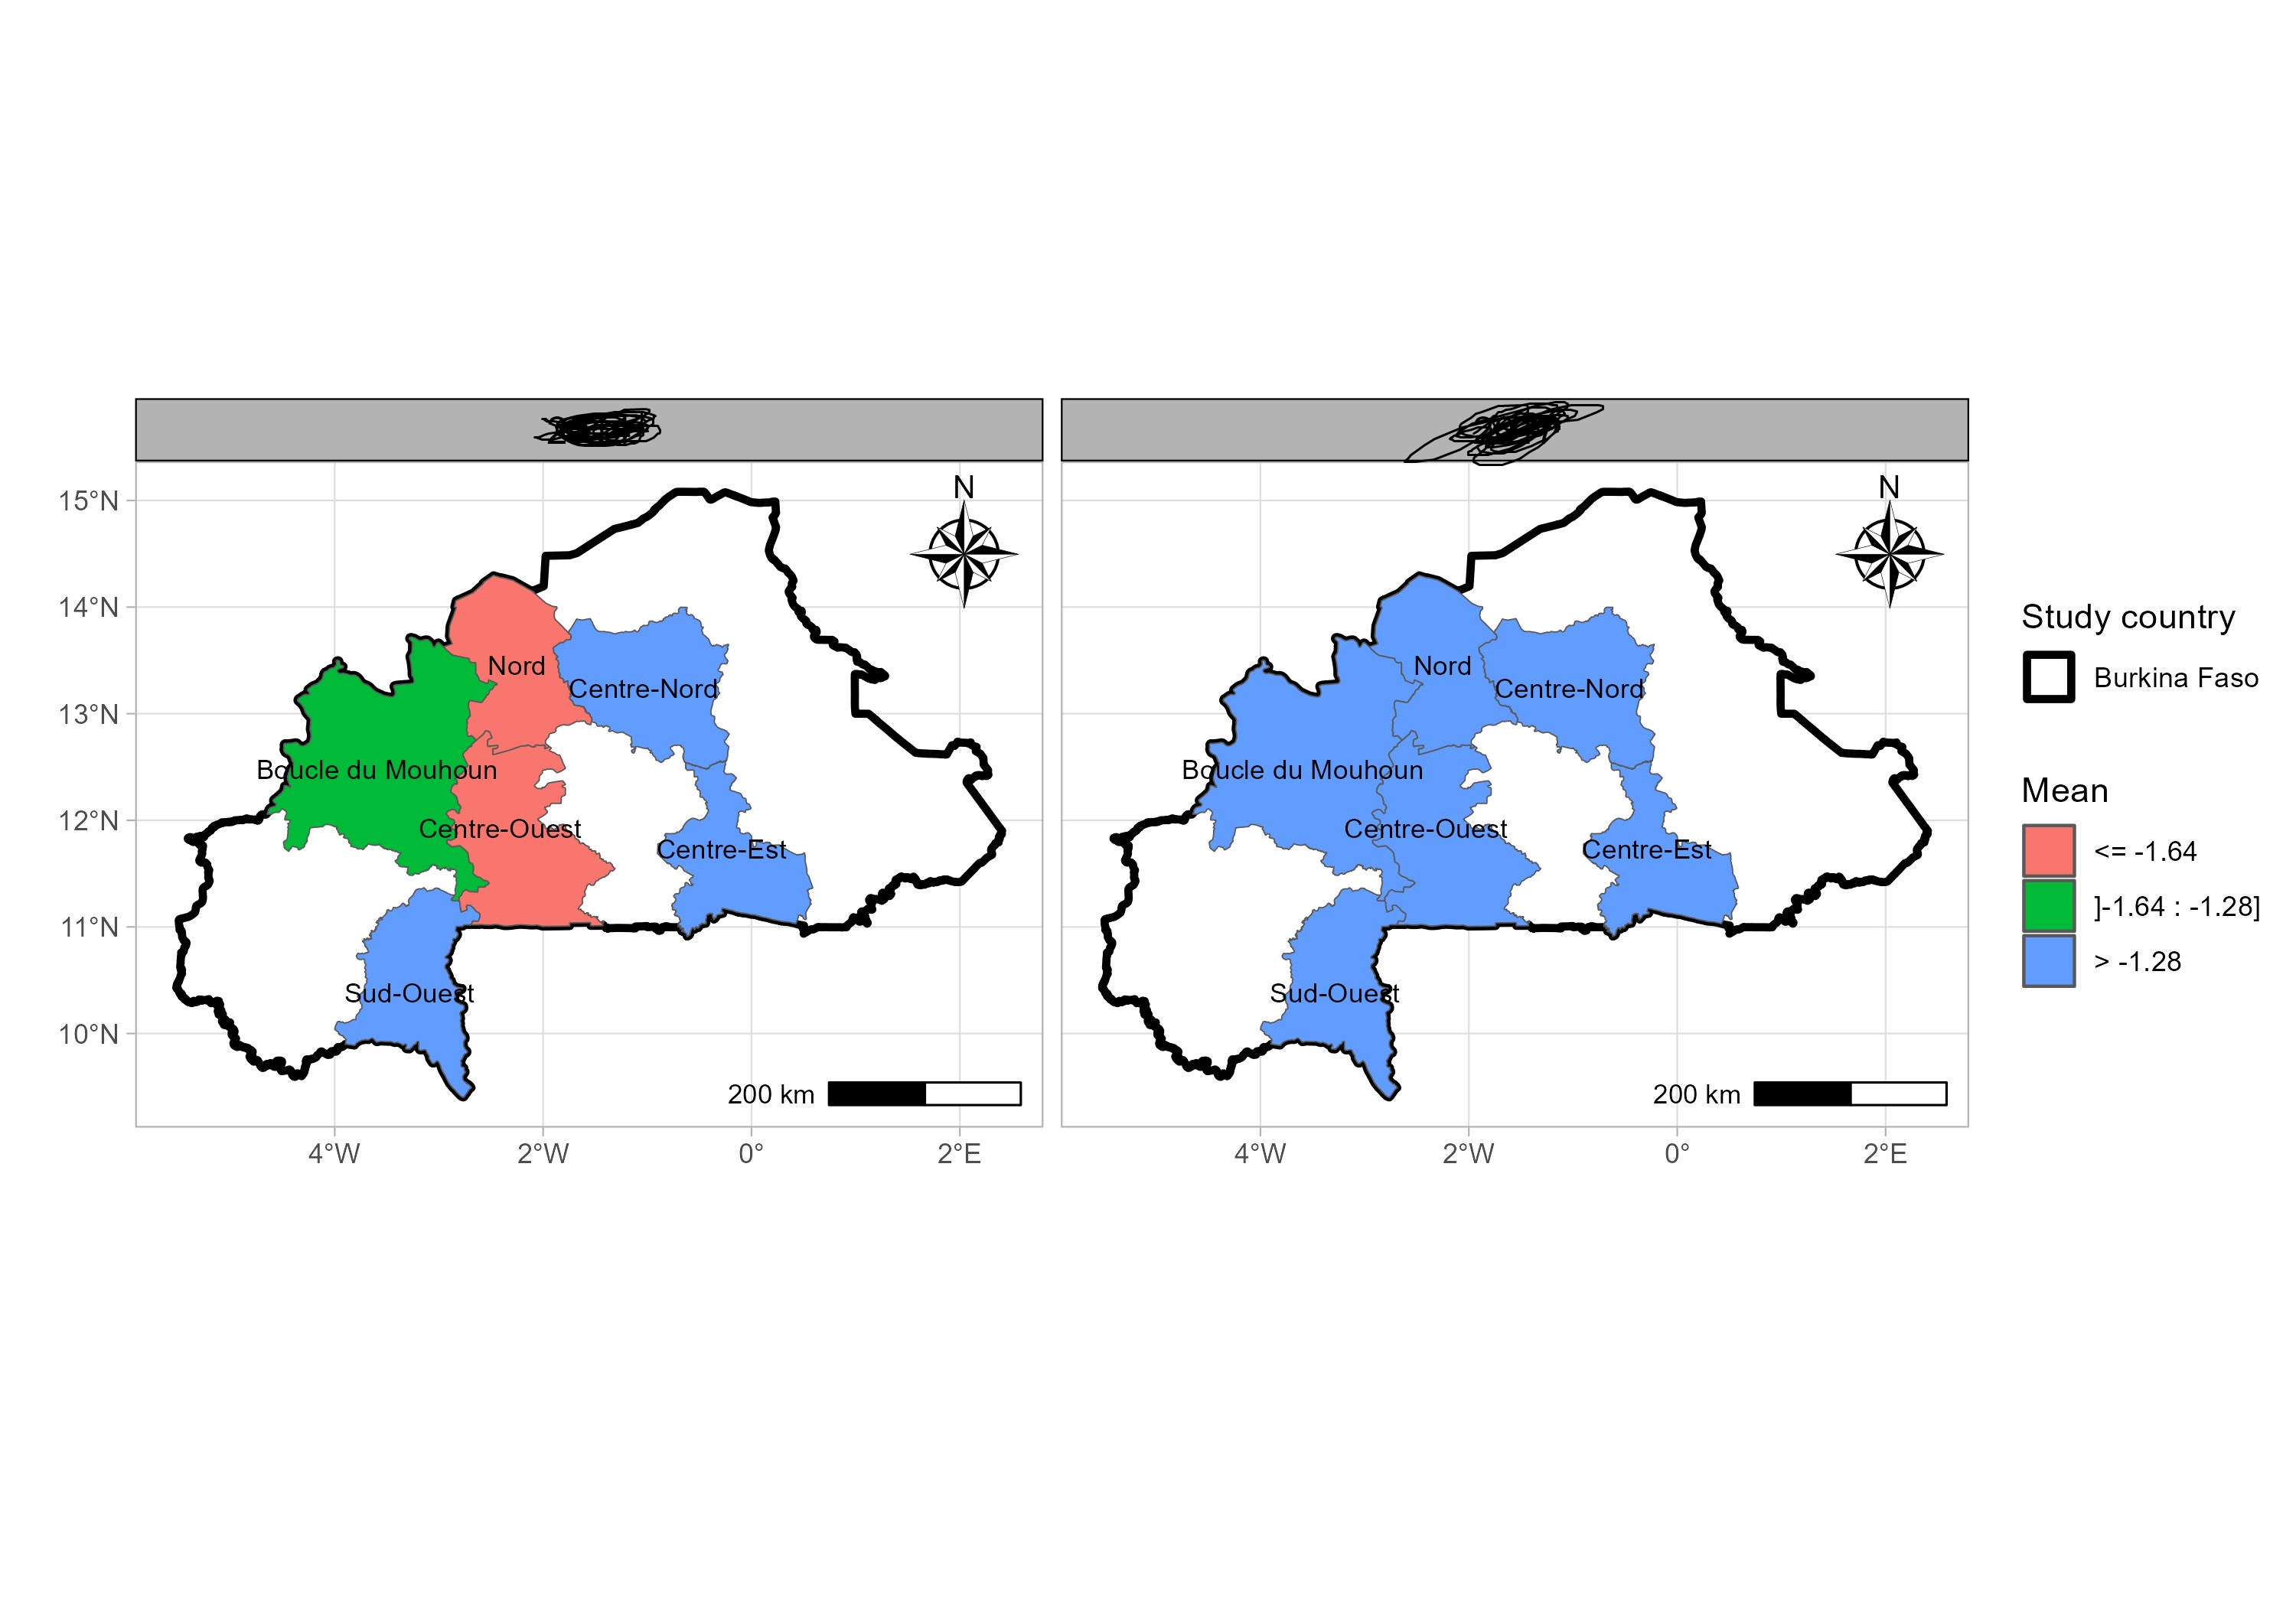 N
N
15°N
14°N
13°N
12°N
11°N
10°N
Nord
Centre-Nord
Boucle du Mouhoun
Centre-Ouest
Centre-Est
Sud-Ouest
200 km
4°W
2°W
0°
2°E
Nord
Centre-Nord
Boucle du Mouhoun
Centre-Ouest
Centre-Est
Sud-Ouest
200 km
4°W
2°W
0°
2°E
Study country
Burkina Faso
Mean
<= -1.64
]-1.64 : -1.28]
> -1.28